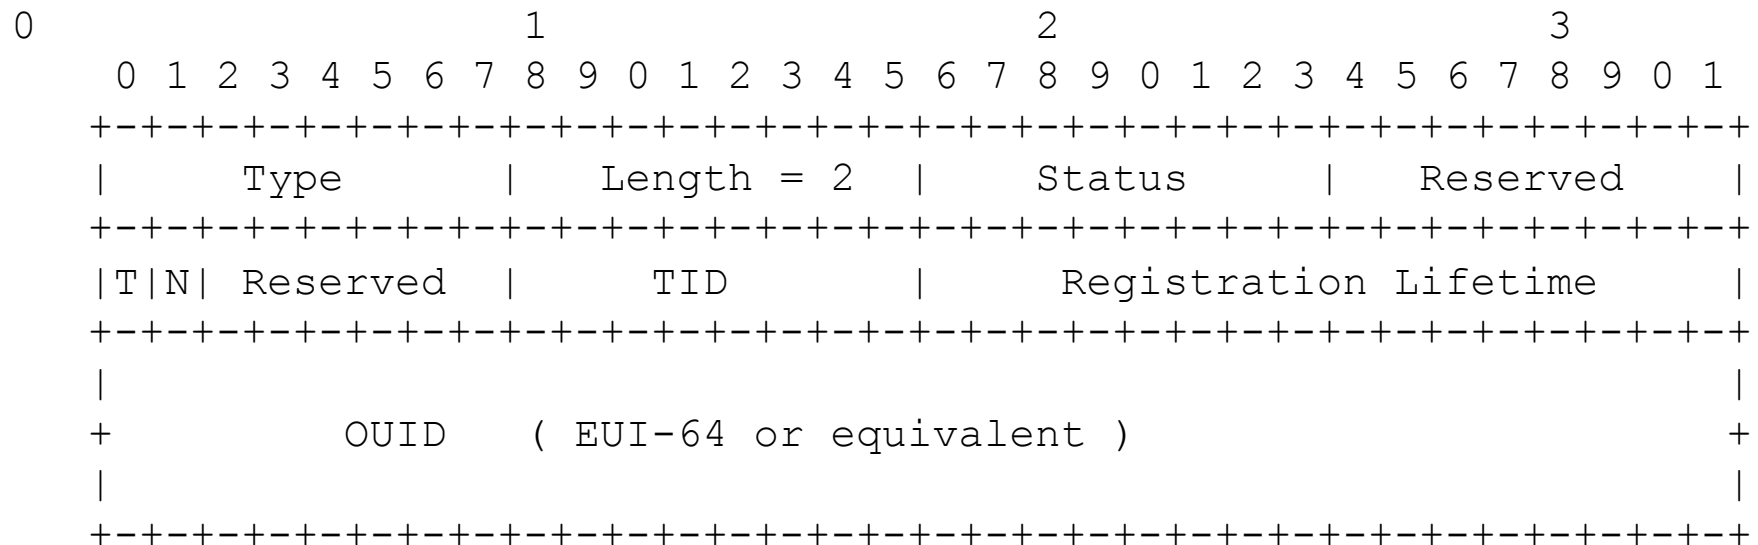 0                   1                   2                   3
    0 1 2 3 4 5 6 7 8 9 0 1 2 3 4 5 6 7 8 9 0 1 2 3 4 5 6 7 8 9 0 1
   +-+-+-+-+-+-+-+-+-+-+-+-+-+-+-+-+-+-+-+-+-+-+-+-+-+-+-+-+-+-+-+-+
   |     Type      |   Length = 2  |    Status     |   Reserved    |
   +-+-+-+-+-+-+-+-+-+-+-+-+-+-+-+-+-+-+-+-+-+-+-+-+-+-+-+-+-+-+-+-+
   |T|N| Reserved  |     TID       |     Registration Lifetime     |
   +-+-+-+-+-+-+-+-+-+-+-+-+-+-+-+-+-+-+-+-+-+-+-+-+-+-+-+-+-+-+-+-+
   |                                                               |
   +         OUID   ( EUI-64 or equivalent )                       +
   |                                                               |
   +-+-+-+-+-+-+-+-+-+-+-+-+-+-+-+-+-+-+-+-+-+-+-+-+-+-+-+-+-+-+-+-+